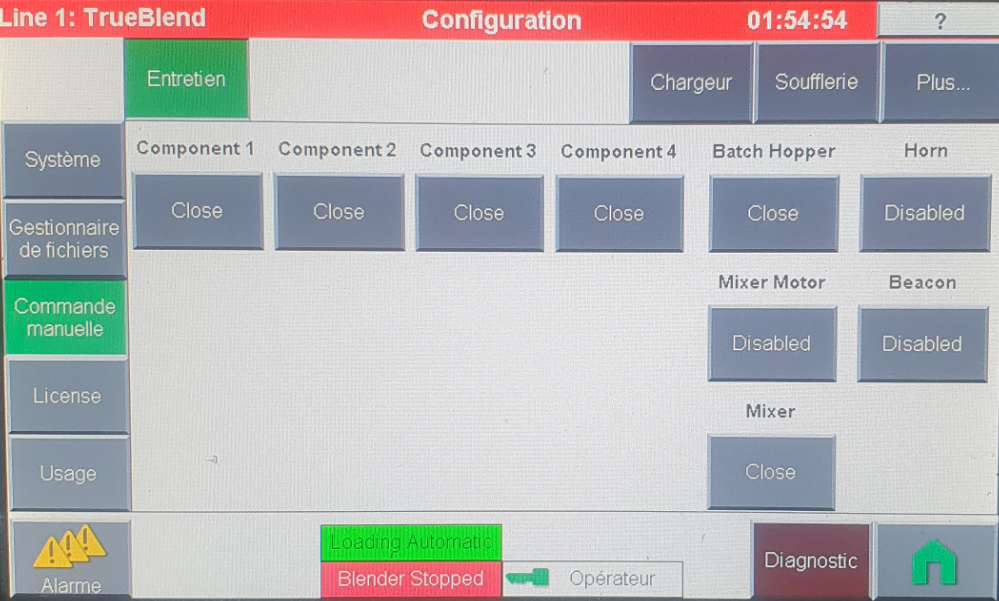 Line 1: TrueBlend Configuration 01:54:54 ?
Entretien Chargeur Soufflerie Plus...
Component 1 Component 2 Component 3 Component 4 Batch Hopper Horn
Système
Close Close Close Close Close Disabled
Gestionnaire
de fichiers
Mixer Motor Beacon
Commande
manuelle
Disabled Disabled
License
Mixer
Usage
Close
Loading Automatic
Diagnostic
Blender Stopped Opérateur
Alarme